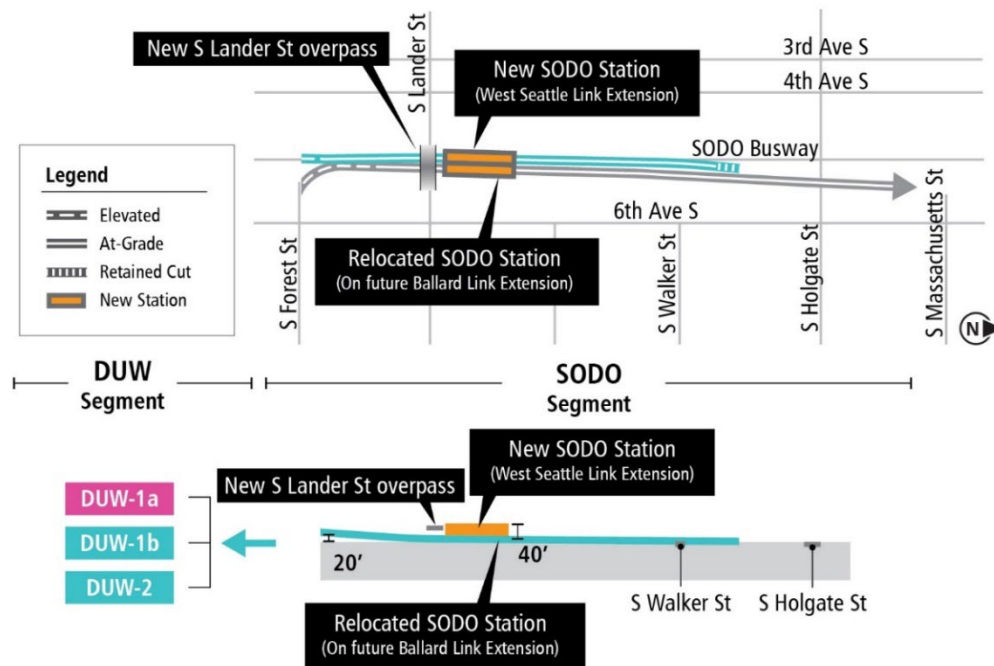 New S Lander St overpass
S Lander St
New SODO Station
(West Seattle Link Extension)
3rd Ave S
4th Ave S
SODO Busway
Legend
Elevated
At-Grade
Retained Cut
New Station
6th Ave S
S Forest St
Relocated SODO Station
(On future Ballard Link Extension)
S Walker St
S Holgate St
S Massachusetts St
N
DUW
Segment
SODO
Segment
New SODO Station
(West Seattle Link Extension)
New S Lander St overpass
DUW-1a
DUW-1b
DUW-2
20'
40'
S Walker St
S Holgate St
Relocated SODO Station
(On future Ballard Link Extension)